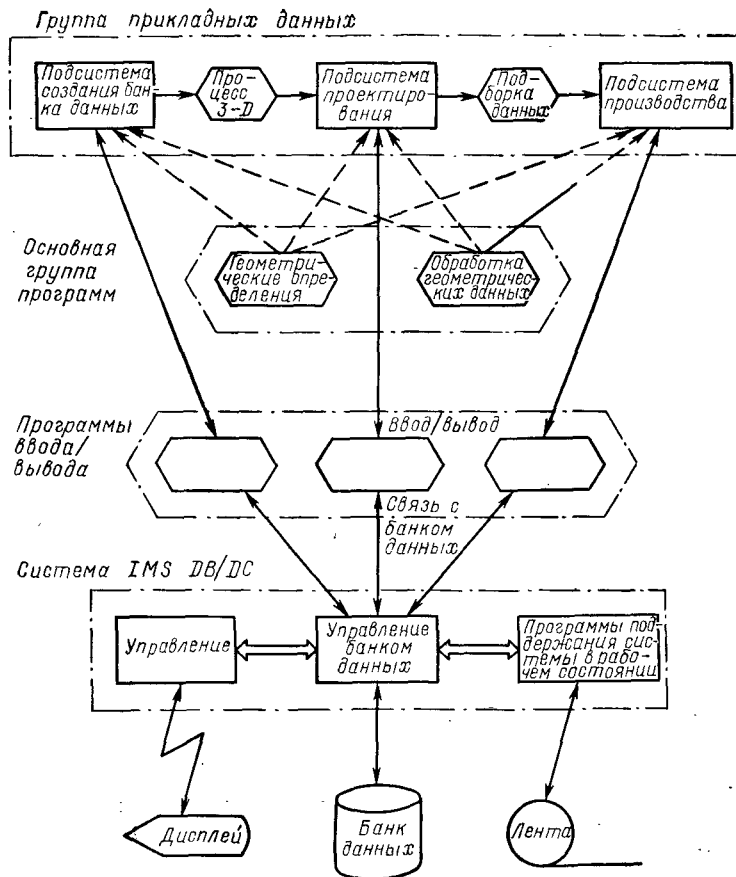 Группа прикладных данных
Подсистема
создания бан-
ка данных
Про-
цесс
3-D
Подсистема
проектиро-
вания
Под-
борка
данных
Подсистема
производства
Основная
группа
программ
Геометри-
ческие опре-
деления
Обработка
геометричес-
ких данных
Программы
ввода/
вывода
Ввод/вывод
Связь с
банком
данных
Система IMS DB/DC
Управление
Управление
банком
данных
Программы под-
держания сис-
темы в рабо-
чем состоянии
Дисплей
Банк
данных
Лента